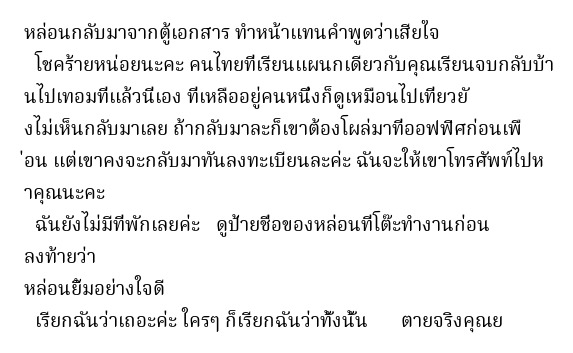 หล่อนกลับมาจากตู้เอกสาร ทำหน้าแทนคำพูดว่าเสียใจ
โชคร้ายหน่อยนะคะ คนไทยที่เรียนแผนกเดียวกับคุณเรียนจบกลับบ้า
นไปเทอมที่แล้วนี่เอง ที่เหลืออยู่คนหนึ่งก็ดูเหมือนไปเที่ยวยั
งไม่เห็นกลับมาเลย ถ้ากลับมาละก็เขาต้องโผล่มาที่ออฟฟิศก่อนเพื
่อน แต่เขาคงจะกลับมาทันลงทะเบียนละค่ะ ฉันจะให้เขาโทรศัพท์ไปห
าคุณนะคะ
ฉันยังไม่มีที่พักเลยค่ะ ดูป้ายชื่อของหล่อนที่โต๊ะทำงานก่อน
ลงท้ายว่า
หล่อนยิ้มอย่างใจดี
เรียกฉันว่าเถอะค่ะ ใครๆ ก็เรียกฉันว่าทั้งนั้น ตายจริงคุณย